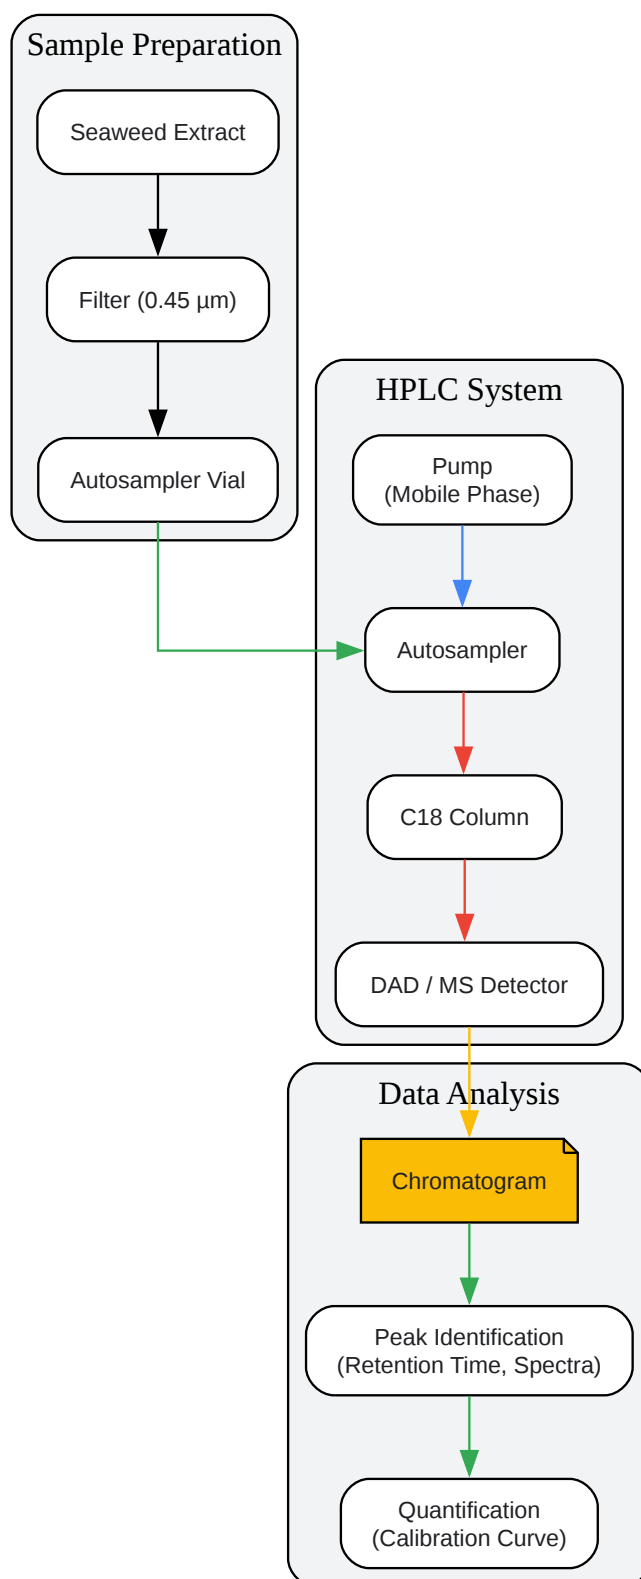 Sample Preparation
Seaweed Extract
Filter (0.45 µm)
Autosampler Vial
HPLC System
Pump
(Mobile Phase)
Autosampler
C18 Column
DAD / MS Detector
Data Analysis
Chromatogram
Peak Identification
(Retention Time, Spectra)
Quantification
(Calibration Curve)